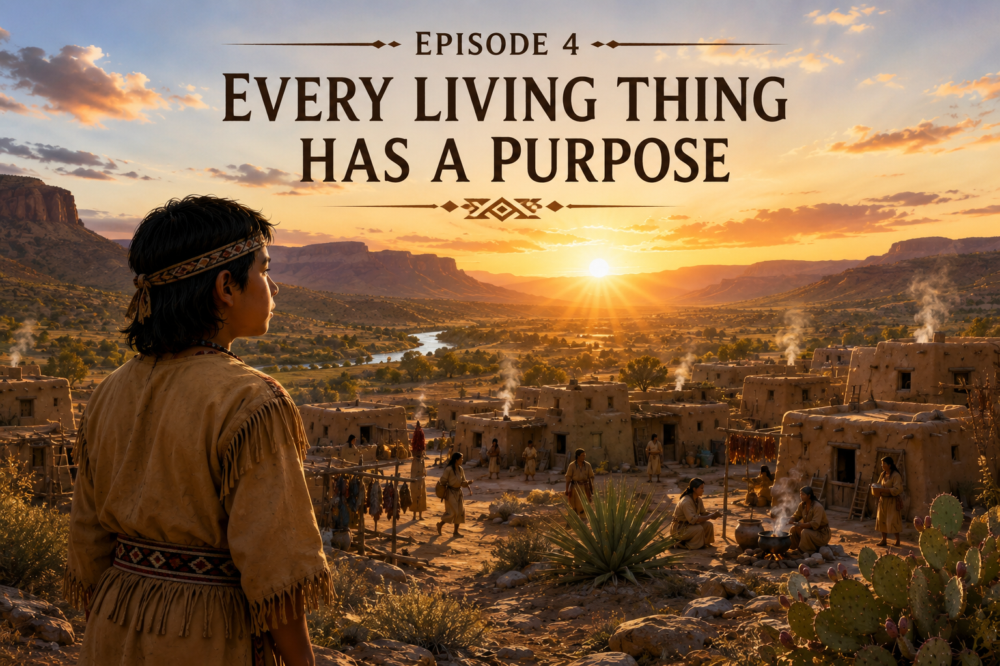 EPISODE 4
EVERY LIVING THING
HAS A PURPOSE